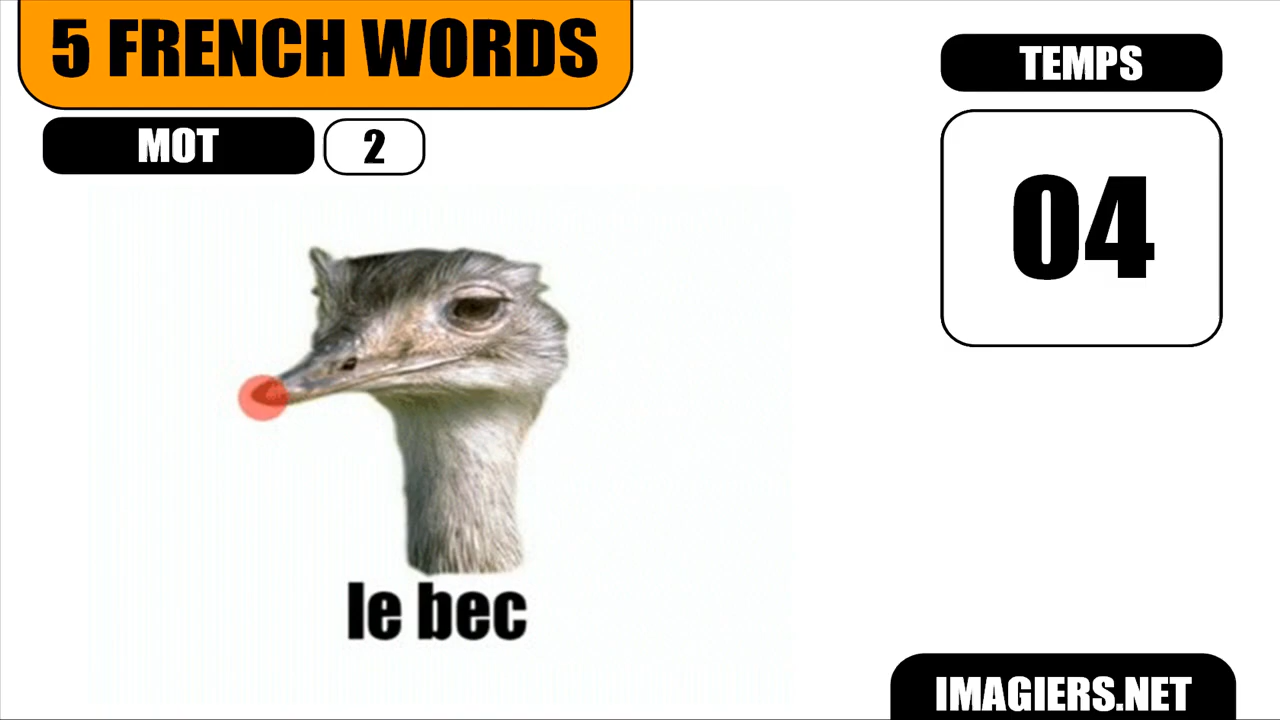 5 FRENCH WORDS
MOT 2
TEMPS
04
le bec
IMAGIERS.NET